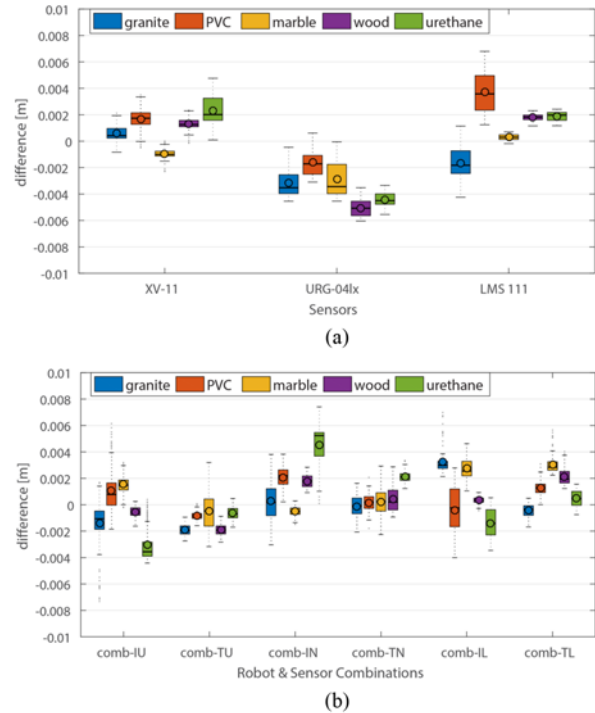 granite PVC marble wood urethane
0.01
0.008
0.006
0.004
0.002
0
-0.002
-0.004
-0.006
-0.008
-0.01
difference [m]
XV-11 URG-04lx LMS 111
Sensors
(a)
granite PVC marble wood urethane
0.01
0.008
0.006
0.004
0.002
0
-0.002
-0.004
-0.006
-0.008
-0.01
difference [m]
comb-IU comb-TU comb-IN comb-TN comb-IL comb-TL
Robot & Sensor Combinations
(b)